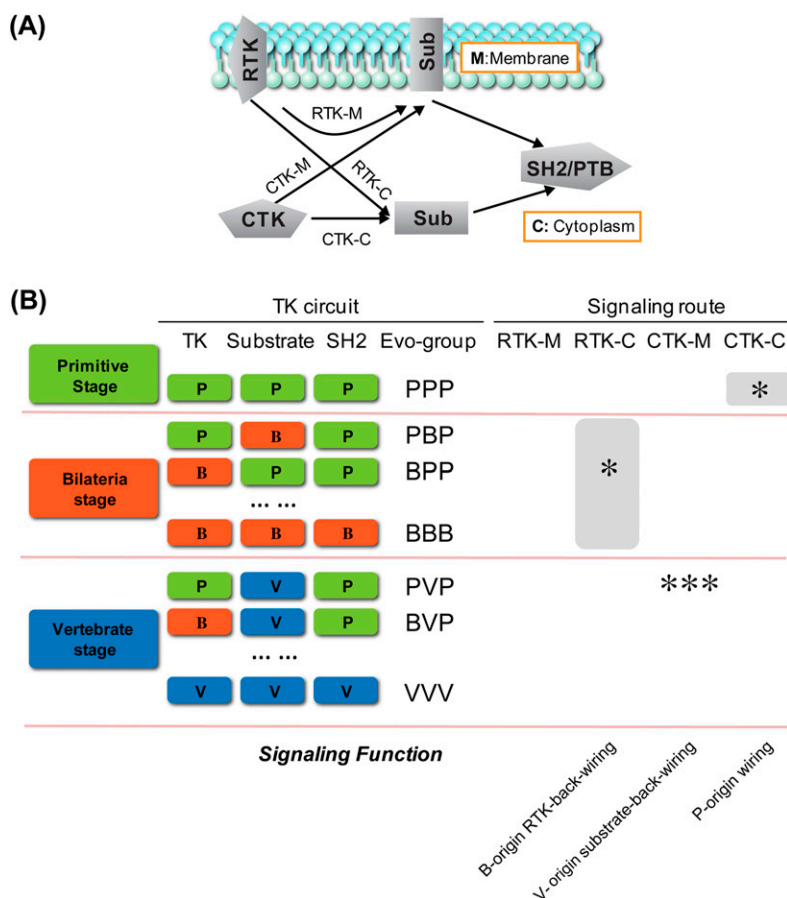 (A)
RTK
Sub
M:Membrane
RTK-M
CTK-M
RTK-C
SH2/PTB
CTK
Sub
CTK-C
C: Cytoplasm
(B)
TK circuit Signaling route
TK Substrate SH2 Evo-group RTK-M RTK-C CTK-M CTK-C
Primitive
Stage
P P P PPP *
P B P PBP
Bilateria
stage
B P P BPP *
... ...
B B B BBB
P V P PVP ***
Vertebrate
stage
B V P BVP
... ...
V V V VVV
Signaling Function
B-origin RTK-back-wiring
V- origin substrate-back-wiring
P-origin wiring